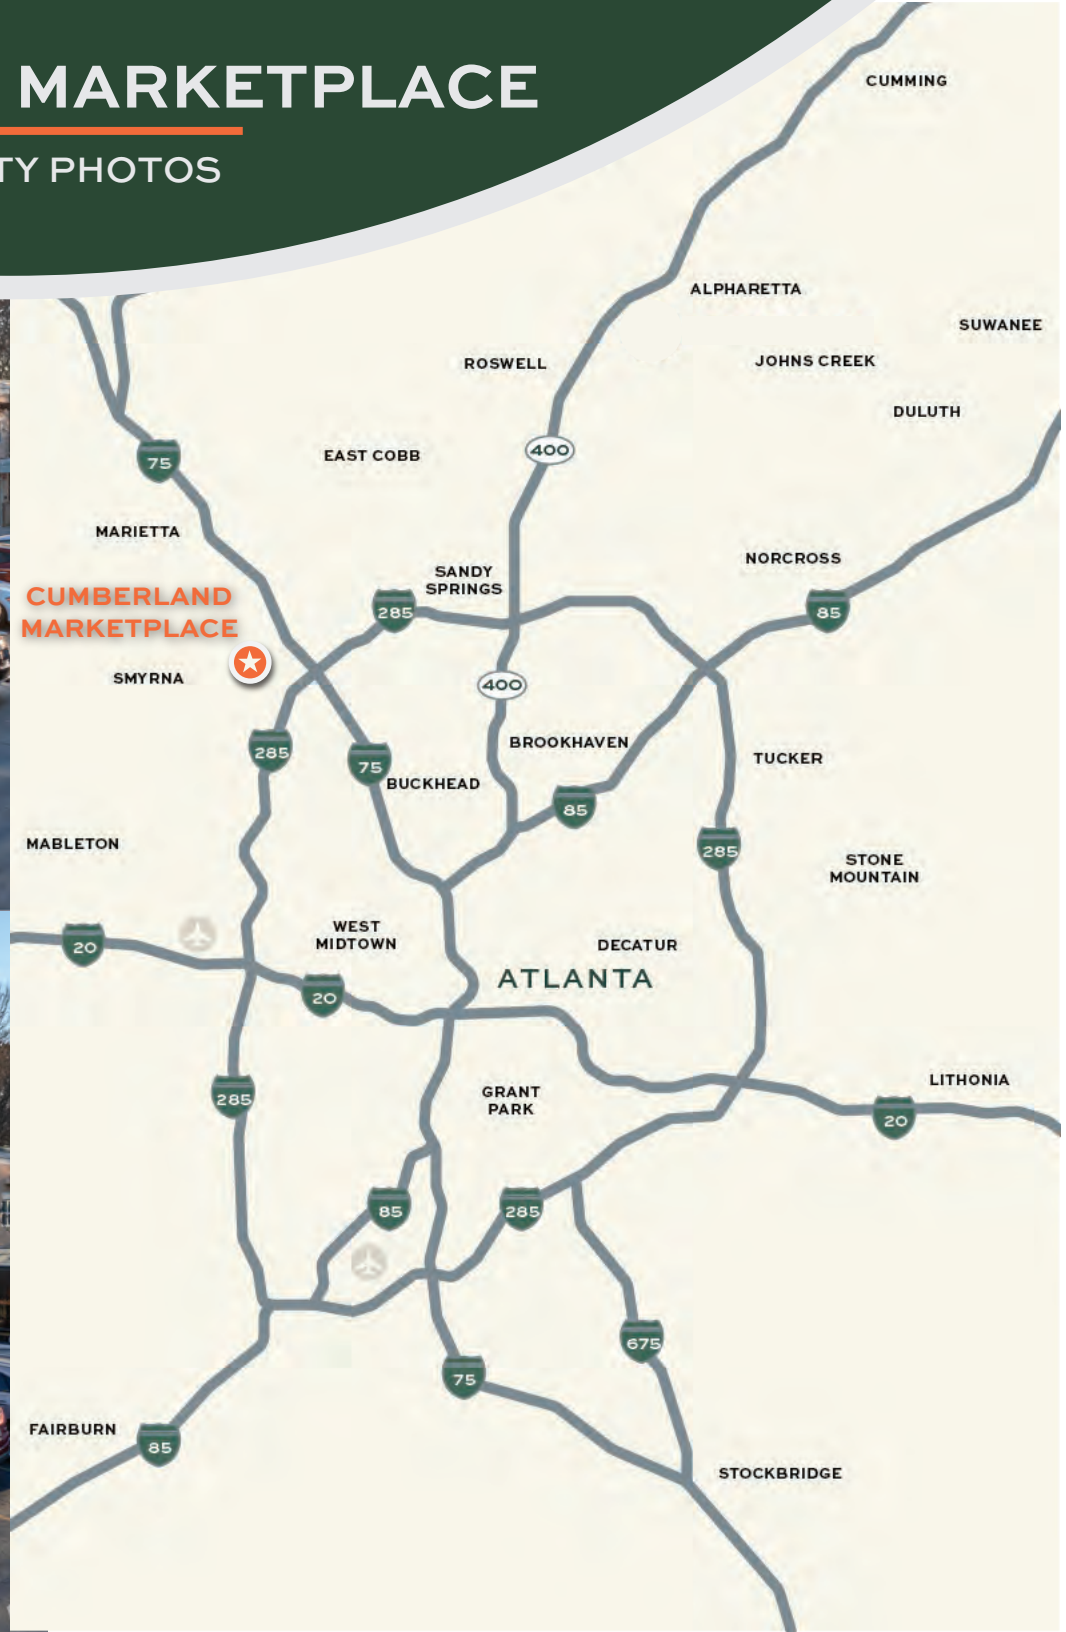 MARKETPLACE
TY PHOTOS
CUMMING
ALPHARETTA
SUWANEE
ROSWELL
JOHNS CREEK
DULUTH
400
EAST COBB
75
MARIETTA
NORCROSS
SANDY
SPRINGS
CUMBERLAND
MARKETPLACE
285
85
SMYRNA
400
BROOKHAVEN
285
75
TUCKER
BUCKHEAD
85
MABLETON
285
STONE
MOUNTAIN
WEST
MIDTOWN
20
DECATUR
ATLANTA
20
LITHONIA
285
GRANT
PARK
20
85
285
675
75
FAIRBURN
85
STOCKBRIDGE